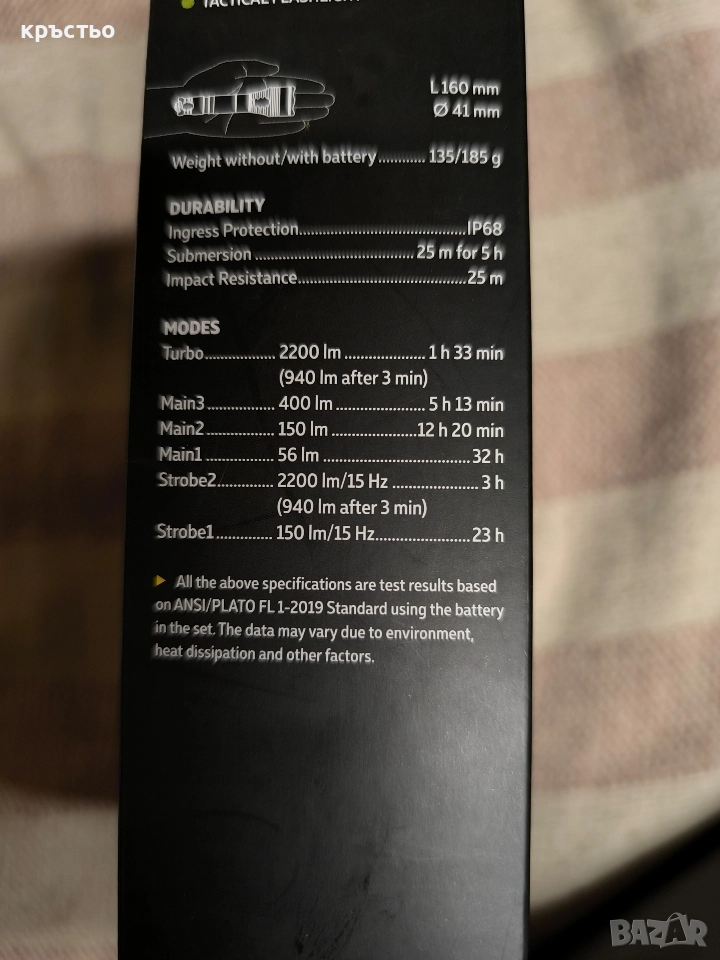 кръстьо
TACTICAL FLASHLIGHT
L 160 mm
Ø 41 mm
Weight without/with battery............ 135/185 g
DURABILITY
Ingress Protection........................................IP68
Submersion ...................................... 25 m for 5 h
Impact Resistance........................................25 m
MODES
Turbo................ 2200 lm .................... 1 h 33 min
(940 lm after 3 min)
Main3................ 400 lm ...................... 5 h 13 min
Main2................ 150 lm .....................12 h 20 min
Main1................ 56 lm ................................... 32 h
Strobe2............. 2200 lm/15 Hz ..................... 3 h
(940 lm after 3 min)
Strobe1............. 150 lm/15 Hz....................... 23 h
All the above specifications are test results based
on ANSI/PLATO FL 1-2019 Standard using the battery
in the set. The data may vary due to environment,
heat dissipation and other factors.
BAZAR